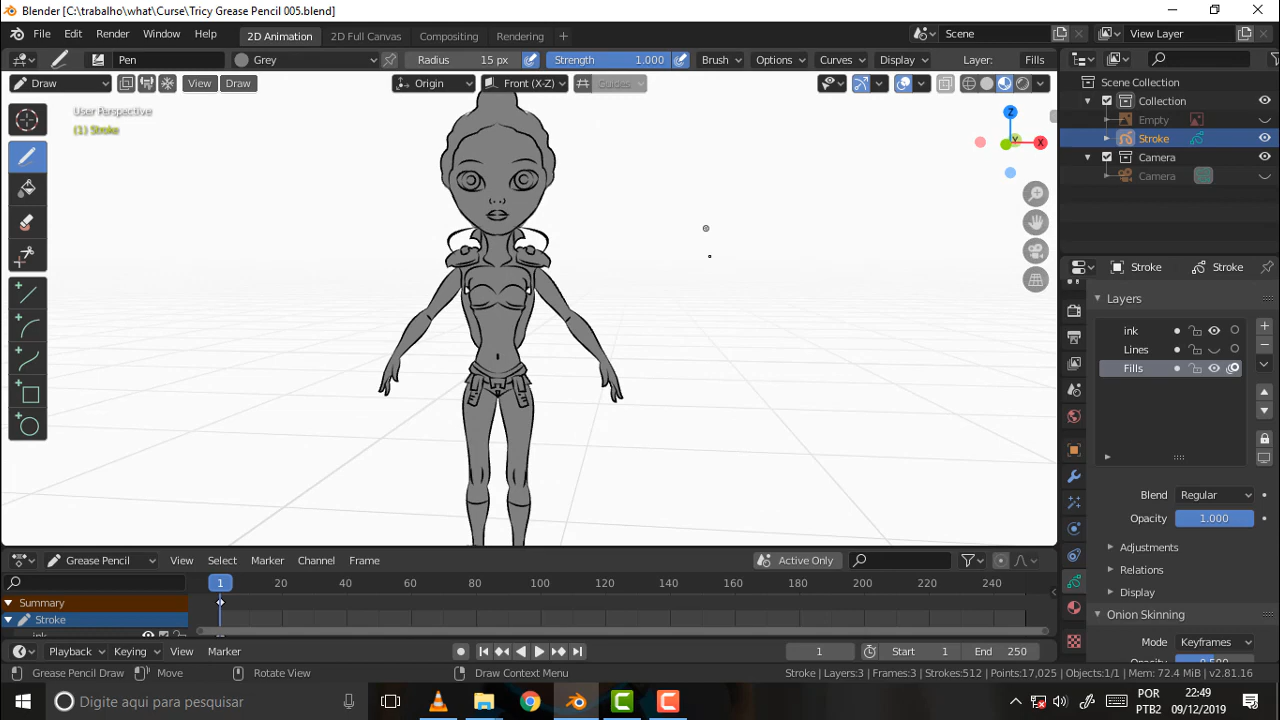 Blender [C:\trabalho\what\Curse\Tricy Grease Pencil 005.blend]
File Edit Render Window Help 2D Animation 2D Full Canvas Compositing Rendering Scene View Layer
Pen Grey Radius 15 px Strength 1.000 Brush Options Curves Display Layer: Fills
Draw View Draw Origin Front (X-Z) Guides
User Perspective
(1) Stroke
Z
Y
X
Scene Collection
Collection
Empty
Stroke
Camera
Camera
Stroke Stroke
Layers
ink
Lines
Fills
Blend Regular
Opacity 1.000
Adjustments
Relations
Display
Onion Skinning
Mode Keyframes
Grease Pencil View Select Marker Channel Frame Active Only
1 20 40 60 80 100 120 140 160 180 200 220 240
Summary
Stroke
Playback Keying View Marker 1 Start 1 End 250
Grease Pencil Draw Move Rotate View Draw Context Menu Stroke | Layers:3 | Frames:3 | Strokes:512 | Points:17,025 | Objects:1/1 | Mem: 72.4 MiB | v2.81.16
Digite aqui para pesquisar
POR 22:49
PTB2 09/12/2019